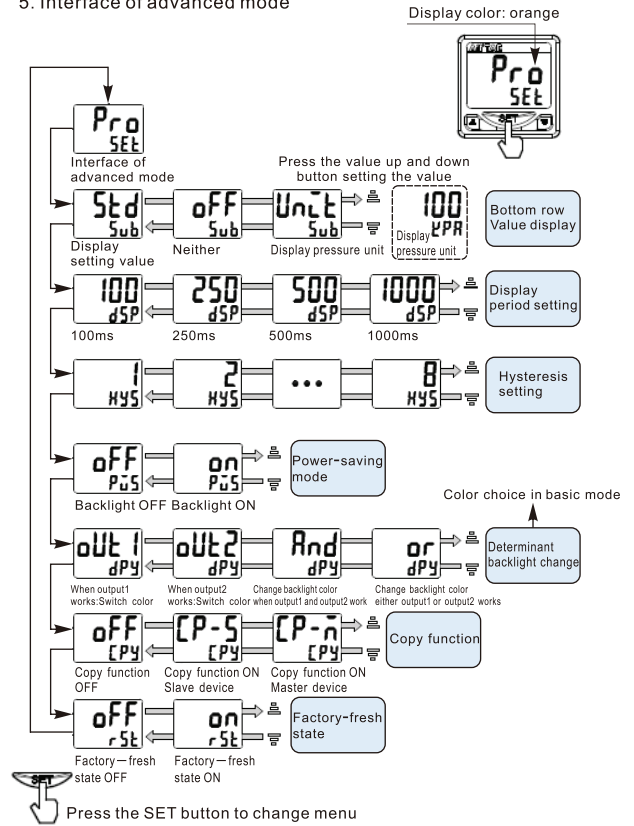 5. Interface of advanced mode
Display color: orange
Pro
SEt
SET
Pro
SEt
Interface of
advanced mode
Press the value up and down
button setting the value
Std
Sub
Display
setting value
oFF
Sub
Neither
Unit
Sub
Display pressure unit
100
KPA
Display
pressure unit
Bottom row
Value display
100
dSP
100ms
250
dSP
250ms
500
dSP
500ms
1000
dSP
1000ms
Display
period setting
1
HYS
2
HYS
•••
8
HYS
Hysteresis
setting
oFF
PwS
Backlight OFF
on
PwS
Backlight ON
Power-saving
mode
Color choice in basic mode
oUt 1
dPY
When output1
works:Switch color
oUt2
dPY
When output2
works:Switch color
And
dPY
Change backlight color
when output1 and output2 work
or
dPY
Change backlight color
either output1 or output2 works
Determinant
backlight change
oFF
CPY
Copy function
OFF
CP-S
CPY
Copy function ON
Slave device
CP-m
CPY
Copy function ON
Master device
Copy function
oFF
rSt
Factory－fresh
state OFF
on
rSt
Factory－fresh
state ON
Factory-fresh
state
SET
Press the SET button to change menu